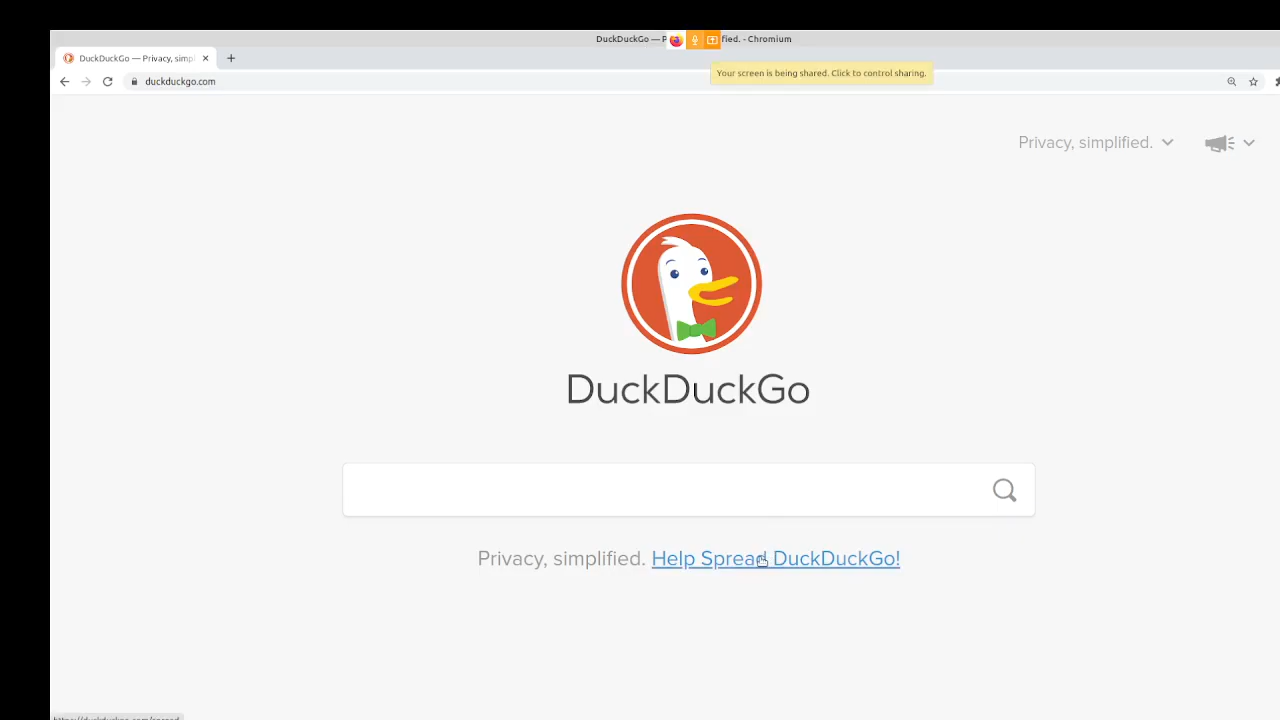 DuckDuckGo — P fied. - Chromium
DuckDuckGo — Privacy, simp
duckduckgo.com
Your screen is being shared. Click to control sharing.
Privacy, simplified.
DuckDuckGo
Privacy, simplified. Help Spread DuckDuckGo!